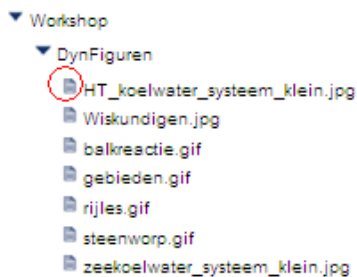 Workshop
DynFiguren
HT_koelwater_systeem_klein.jpg
Wiskundigen.jpg
balkreactie.gif
gebieden.gif
rijles.gif
steenworp.gif
zeekoelwater_systeem_klein.jpg